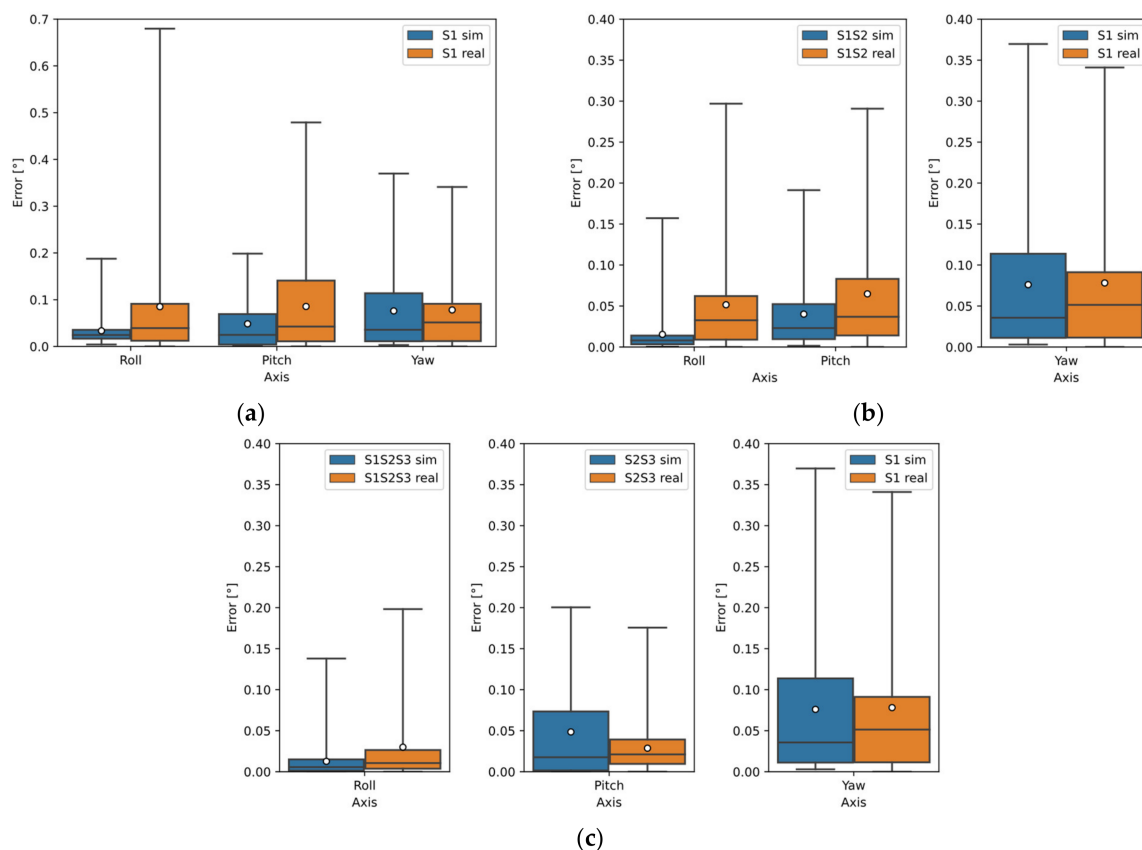 0.7
0.6
0.5
0.4
0.3
0.2
0.1
0.0
Error [°]
S1 sim
S1 real
Roll
Pitch
Yaw
Axis
(a)
0.40
0.35
0.30
0.25
0.20
0.15
0.10
0.05
0.00
Error [°]
S1S2 sim
S1S2 real
Roll
Pitch
Axis
0.40
0.35
0.30
0.25
0.20
0.15
0.10
0.05
0.00
Error [°]
S1 sim
S1 real
Yaw
Axis
(b)
0.40
0.35
0.30
0.25
0.20
0.15
0.10
0.05
0.00
Error [°]
S1S2S3 sim
S1S2S3 real
Roll
Axis
0.40
0.35
0.30
0.25
0.20
0.15
0.10
0.05
0.00
Error [°]
S2S3 sim
S2S3 real
Pitch
Axis
0.40
0.35
0.30
0.25
0.20
0.15
0.10
0.05
0.00
Error [°]
S1 sim
S1 real
Yaw
Axis
(c)